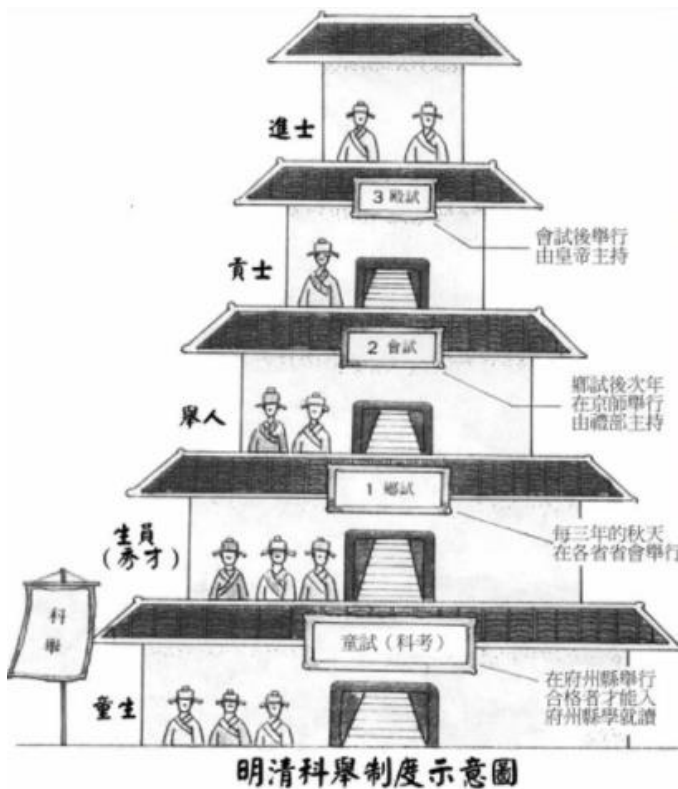 進士
3 殿試
會試後舉行
由皇帝主持
貢士
2 會試
鄉試後次年
在京師舉行
由禮部主持
舉人
1 鄉試
每三年的秋天
在各省省會舉行
生員
(秀才)
科舉
童試(科考)
在府州縣舉行
合格者才能入
府州縣學就讀
童生
明清科舉制度示意圖